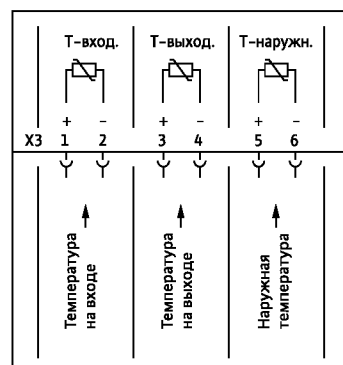 Т-вход. Т-выход. Т-наружн.
+ – + – + –
X3 1 2 3 4 5 6
Температура
на входе
Температура
на выходе
Наружная
температура